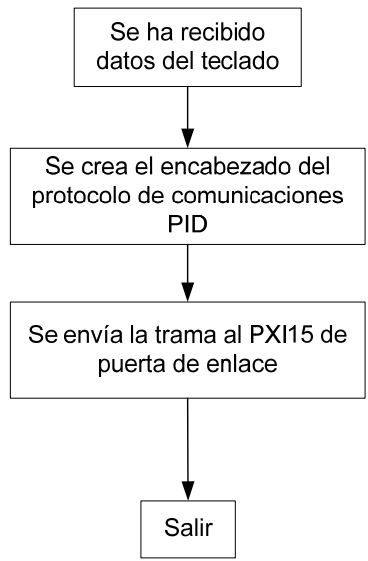 Se ha recibido
datos del teclado
Se crea el encabezado del
protocolo de comunicaciones
PID
Se envía la trama al PXI15 de
puerta de enlace
Salir